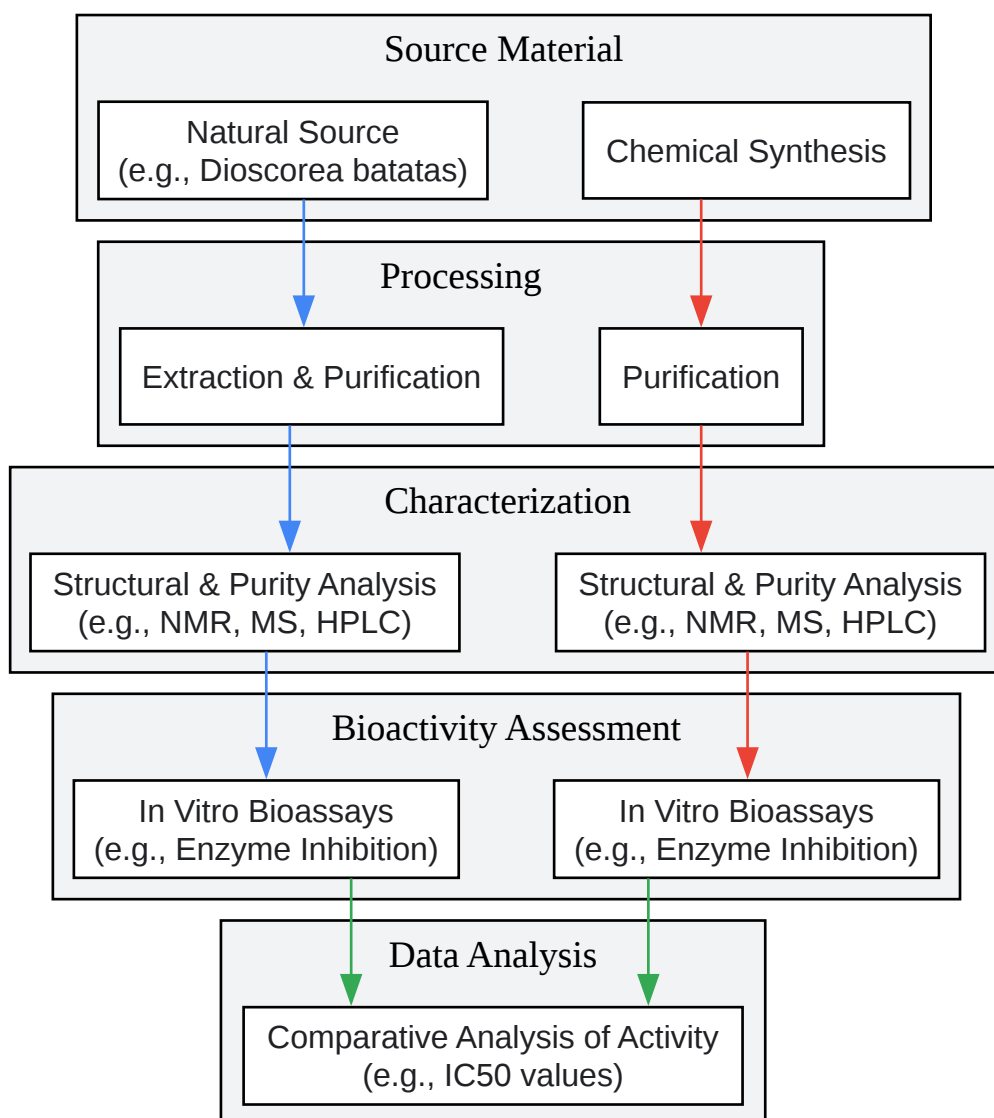 Source Material
Natural Source
(e.g., Dioscorea batatas)
Chemical Synthesis
Processing
Extraction & Purification
Purification
Characterization
Structural & Purity Analysis
(e.g., NMR, MS, HPLC)
Structural & Purity Analysis
(e.g., NMR, MS, HPLC)
Bioactivity Assessment
In Vitro Bioassays
(e.g., Enzyme Inhibition)
In Vitro Bioassays
(e.g., Enzyme Inhibition)
Data Analysis
Comparative Analysis of Activity
(e.g., IC50 values)